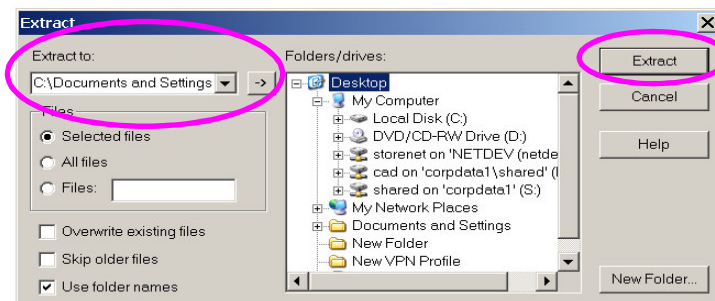 Extract
Extract to:
C:\Documents and Settings
->
Files
Selected files
All files
Files:
Overwrite existing files
Skip older files
Use folder names
Folders/drives:
Desktop
My Computer
Local Disk (C:)
DVD/CD-RW Drive (D:)
storenet on 'NETDEV (netde
cad on 'corpdata1\shared' (I
shared on 'corpdata1' (S:)
My Network Places
Documents and Settings
New Folder
New VPN Profile
Extract
Cancel
Help
New Folder...